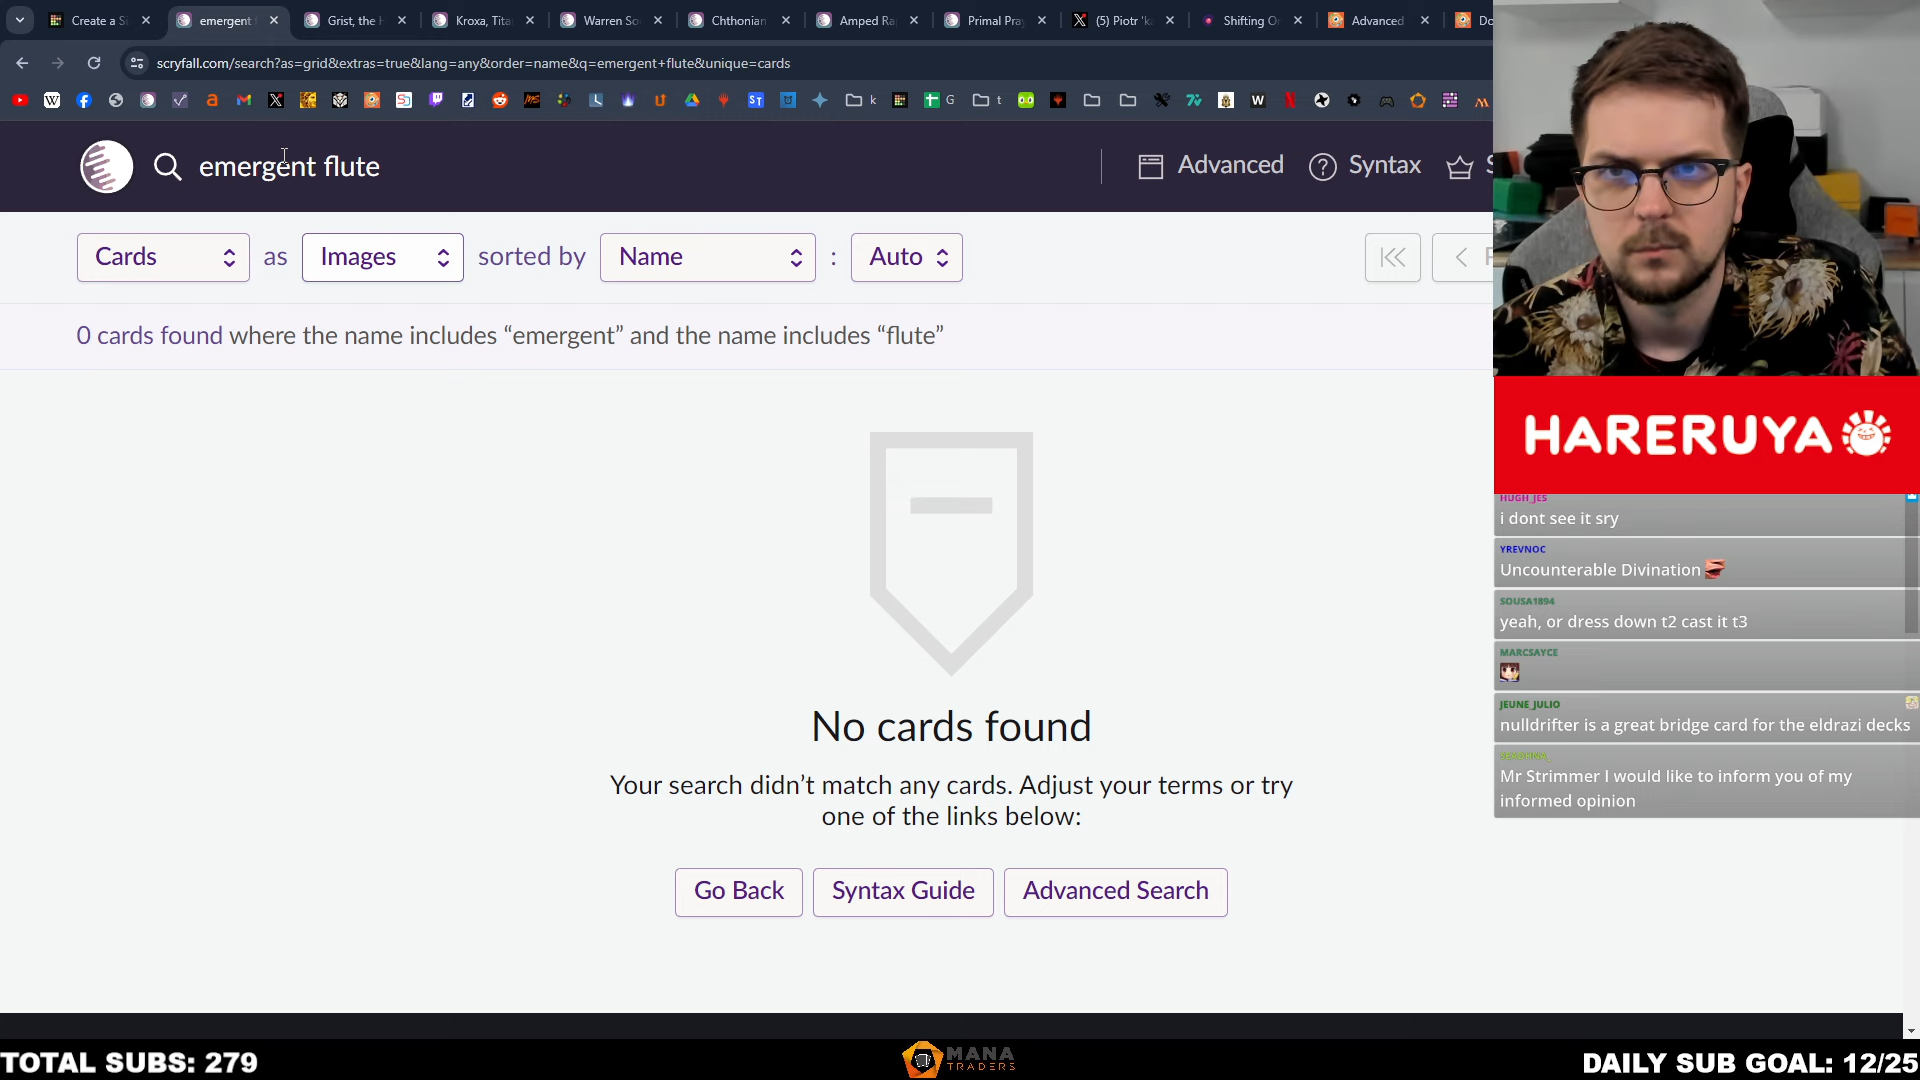 Create a S
emergent f
Grist, the H
Kroxa, Tita
Warren So
Chthonian
Amped Ra
Primal Pra
(5) Piotr 'k
Shifting O
Advanced
Do
scryfall.com/search?as=grid&extras=true&lang=any&order=name&q=emergent+flute&unique=cards
k
G
t
emergent flute
Advanced
Syntax
S
Cards as Images sorted by Name : Auto
0 cards found where the name includes “emergent” and the name includes “flute”
No cards found
Your search didn’t match any cards. Adjust your terms or try
one of the links below:
Go Back
Syntax Guide
Advanced Search
HARERUYA
HUGH_JES
i dont see it sry
YREVNOC
Uncounterable Divination
SOUSA1894
yeah, or dress down t2 cast it t3
MARCSAYCE
JEUNE_JULIO
nulldrifter is a great bridge card for the eldrazi decks
Mr Strimmer I would like to inform you of my
informed opinion
TOTAL SUBS: 279
MANA
TRADERS
DAILY SUB GOAL: 12/25